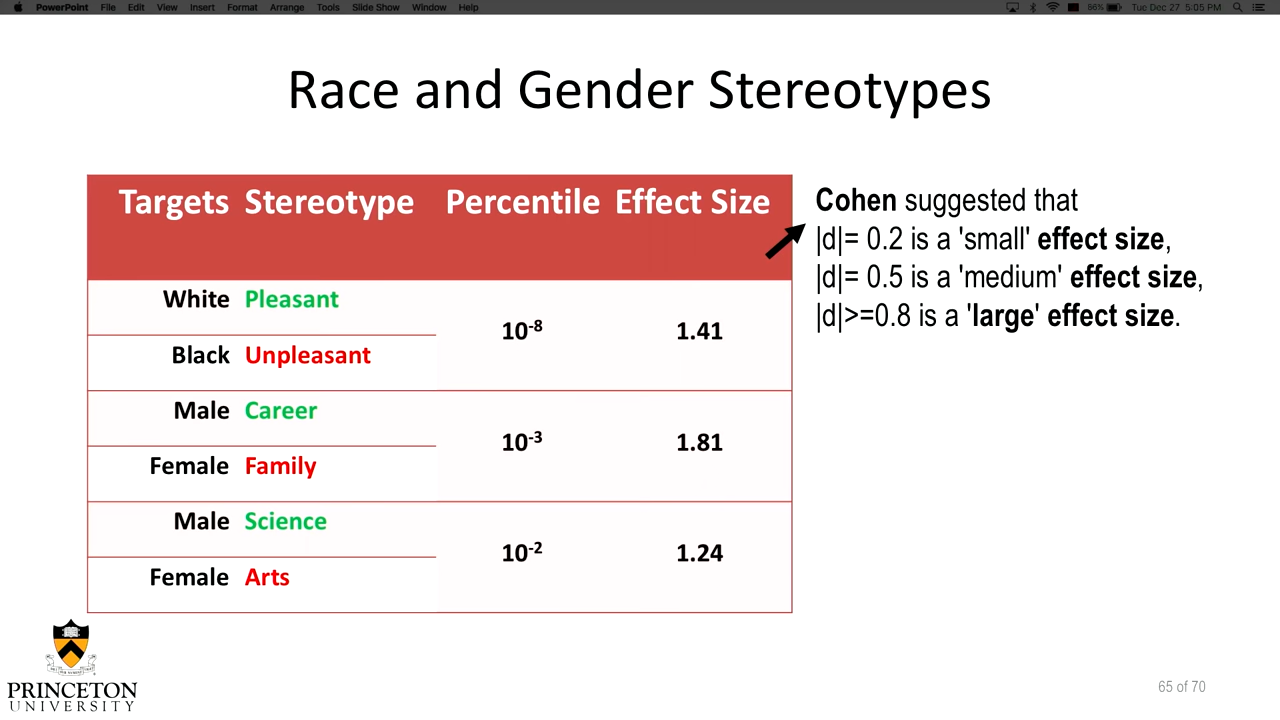 PowerPoint File Edit View Insert Format Arrange Tools Slide Show Window Help 86% Tue Dec 27 5:05 PM
Race and Gender Stereotypes
Targets Stereotype Percentile Effect Size
White Pleasant
10-8 1.41
Black Unpleasant
Male Career
10-3 1.81
Female Family
Male Science
10-2 1.24
Female Arts
Cohen suggested that
|d|= 0.2 is a 'small' effect size,
|d|= 0.5 is a 'medium' effect size,
|d|>=0.8 is a 'large' effect size.
PRINCETON
UNIVERSITY
65 of 70